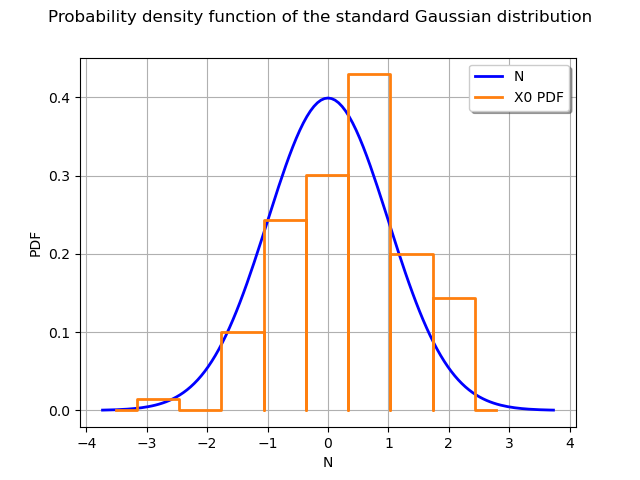 Probability density function of the standard Gaussian distribution
N
X0 PDF
PDF
0.4
0.3
0.2
0.1
0.0
−4
−3
−2
−1
0
1
2
3
4
N